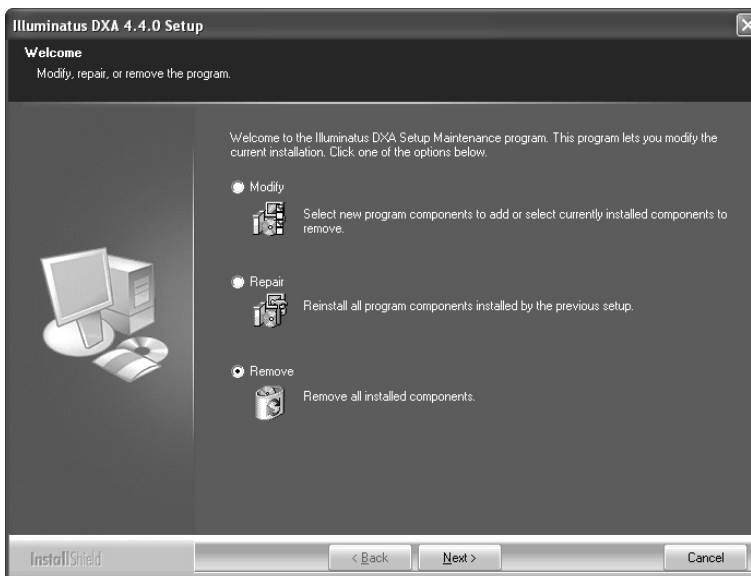 Illuminatus DXA 4.4.0 Setup
Welcome
Modify, repair, or remove the program.
Welcome to the Illuminatus DXA Setup Maintenance program. This program lets you modify the
current installation. Click one of the options below.
Modify
Select new program components to add or select currently installed components to
remove.
Repair
Reinstall all program components installed by the previous setup.
Remove
Remove all installed components.
InstallShield
< Back
Next >
Cancel